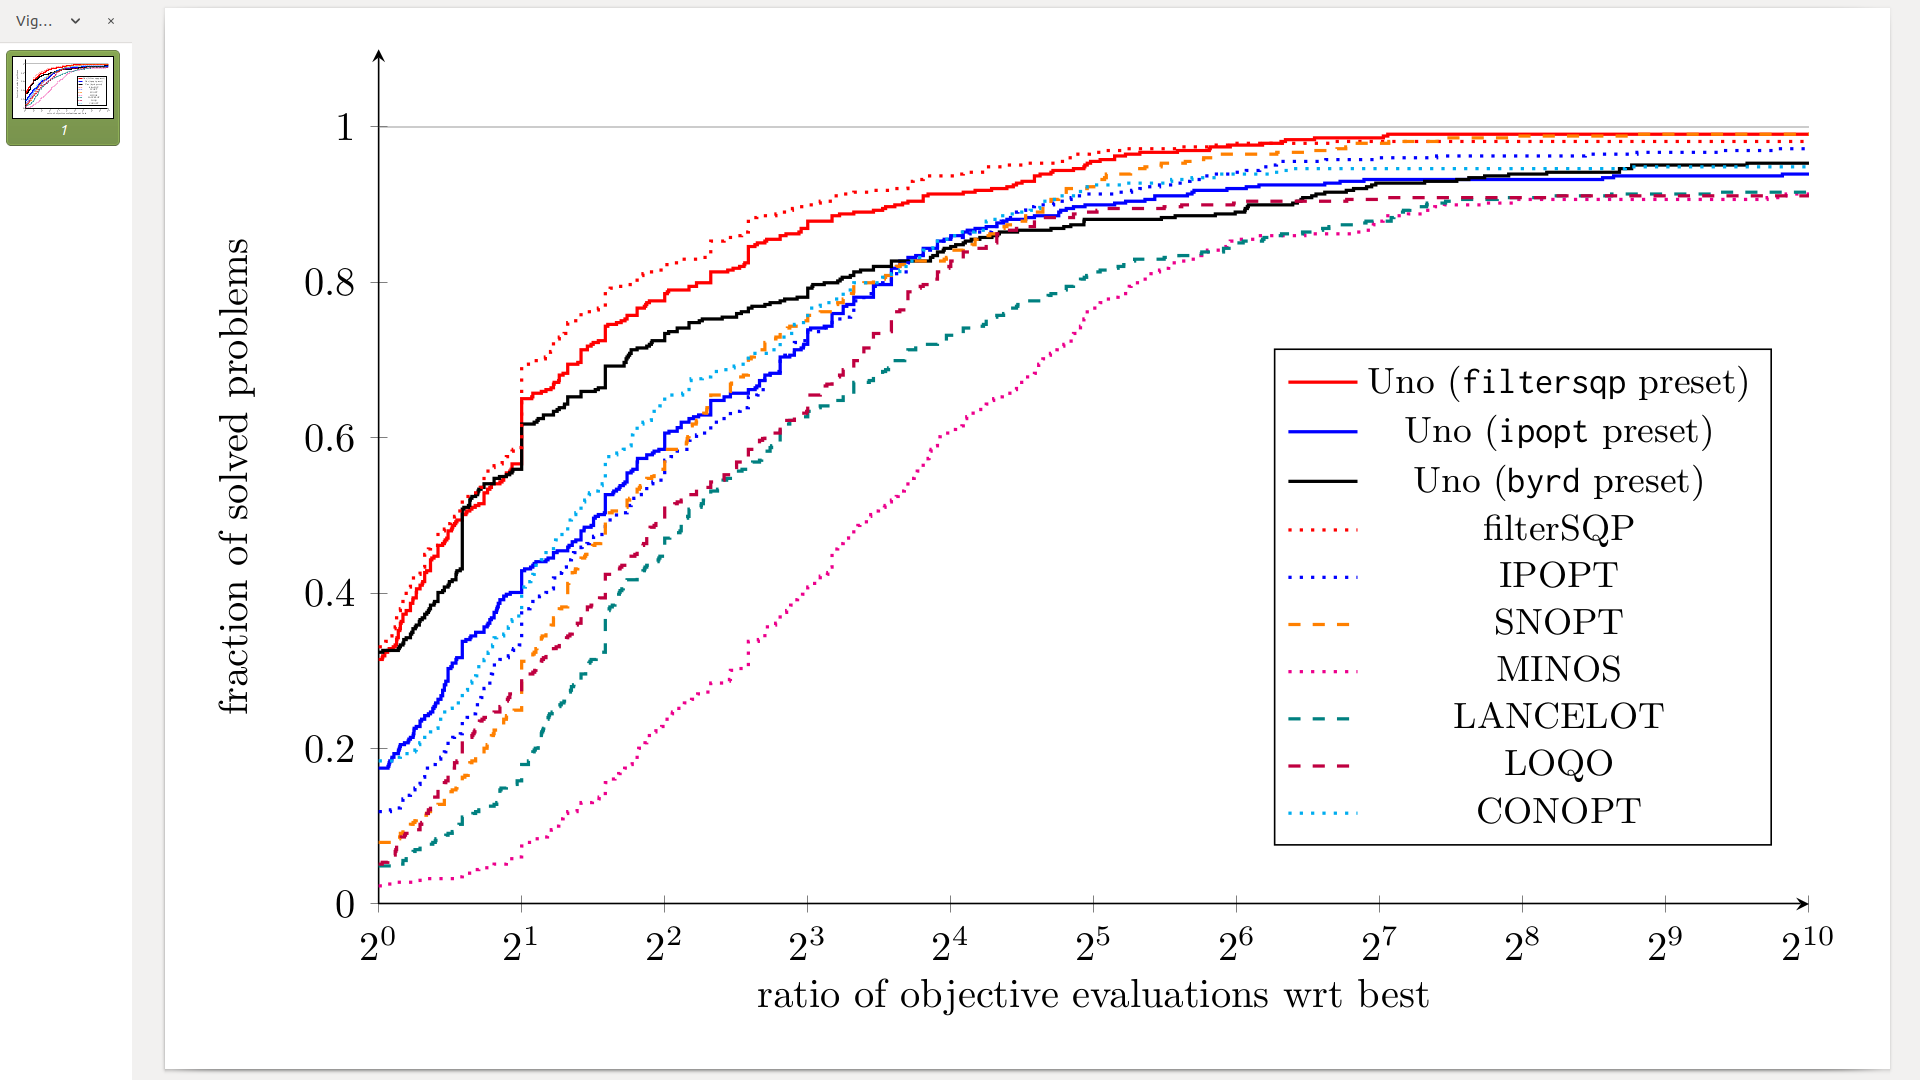 Vig...
1
1
0.8
0.6
0.4
0.2
0
fraction of solved problems
2^0 2^1 2^2 2^3 2^4 2^5 2^6 2^7 2^8 2^9 2^10
ratio of objective evaluations wrt best
Uno (filtersqp preset)
Uno (ipopt preset)
Uno (byrd preset)
filterSQP
IPOPT
SNOPT
MINOS
LANCELOT
LOQO
CONOPT